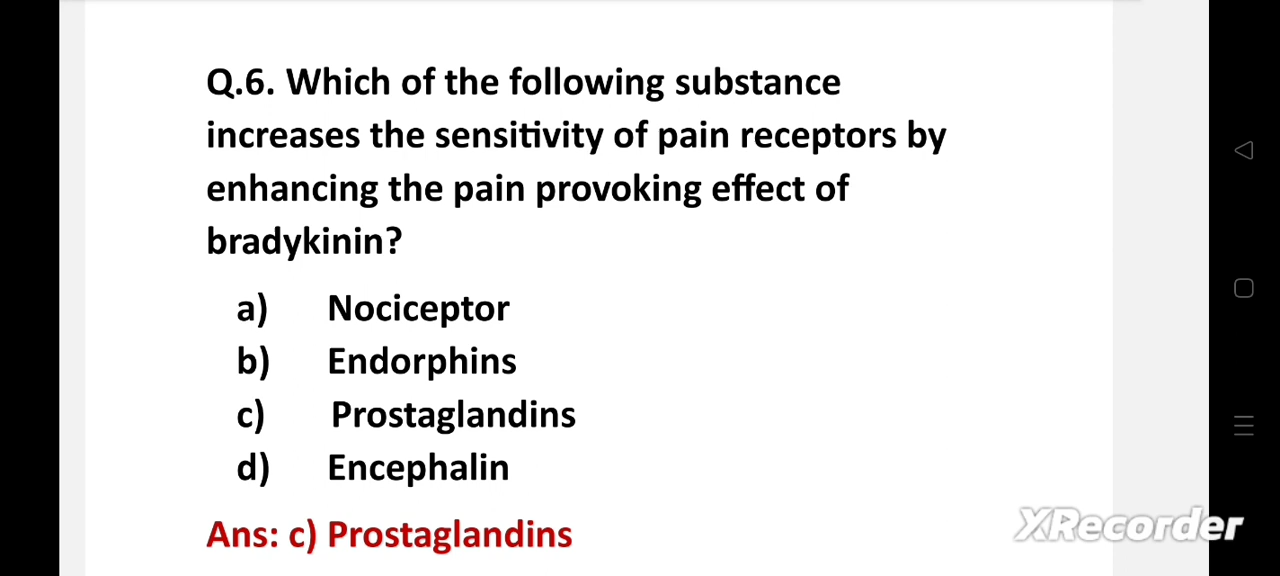 Q.6. Which of the following substance
increases the sensitivity of pain receptors by
enhancing the pain provoking effect of
bradykinin?
a) Nociceptor
b) Endorphins
c) Prostaglandins
d) Encephalin
Ans: c) Prostaglandins
XRecorder